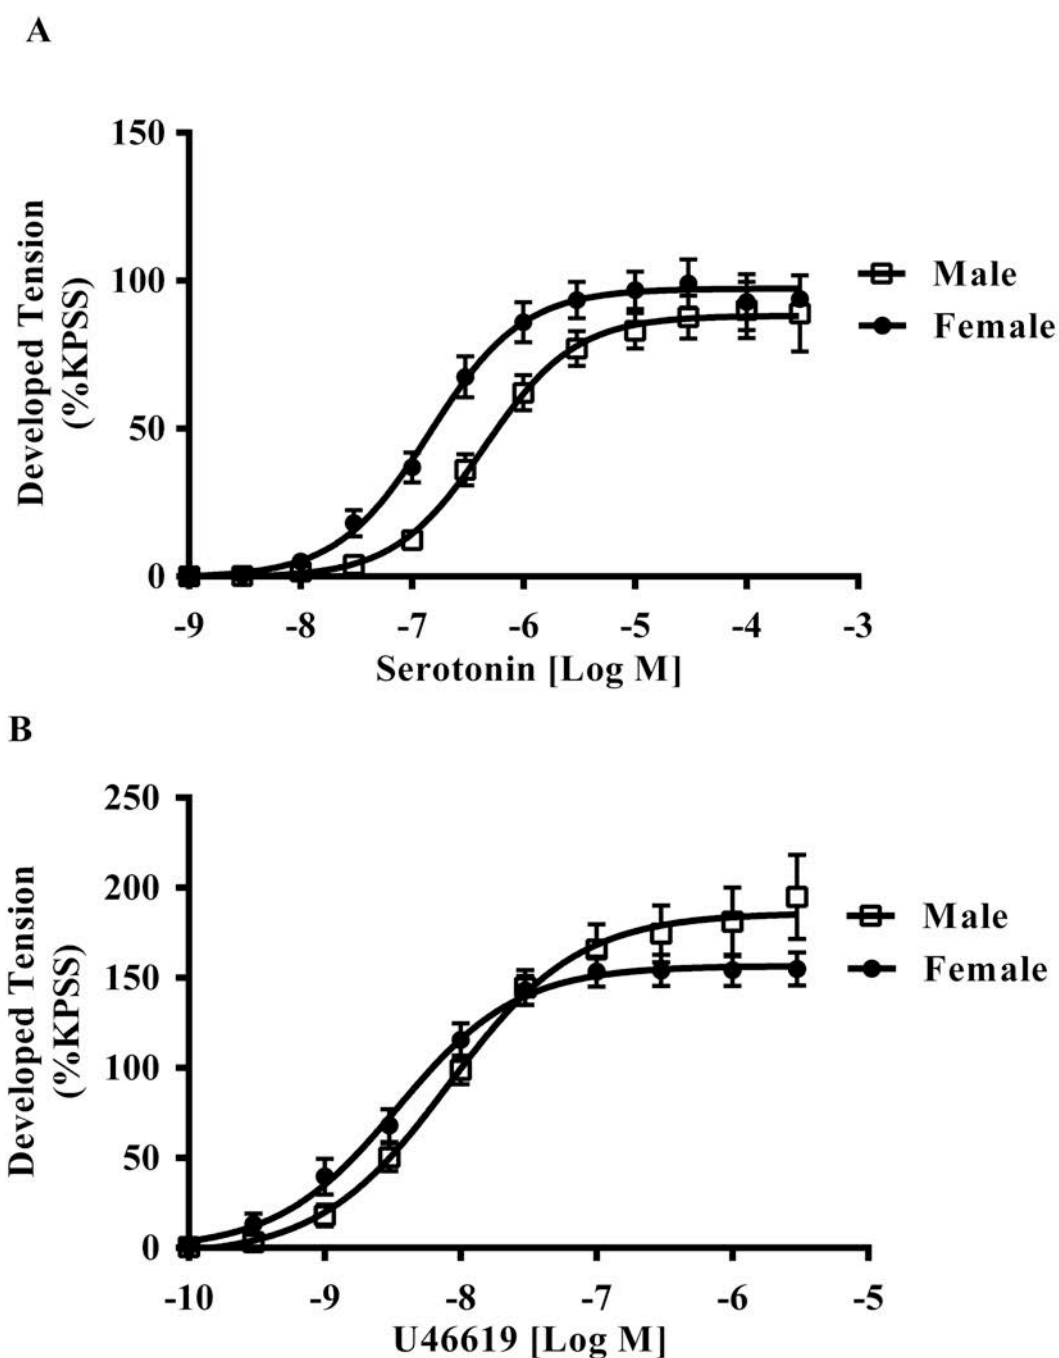 A
150
100
50
0
Developed Tension
(%KPSS)
Male
Female
-9 -8 -7 -6 -5 -4 -3
Serotonin [Log M]
B
250
200
150
100
50
0
Developed Tension
(%KPSS)
Male
Female
-10 -9 -8 -7 -6 -5
U46619 [Log M]